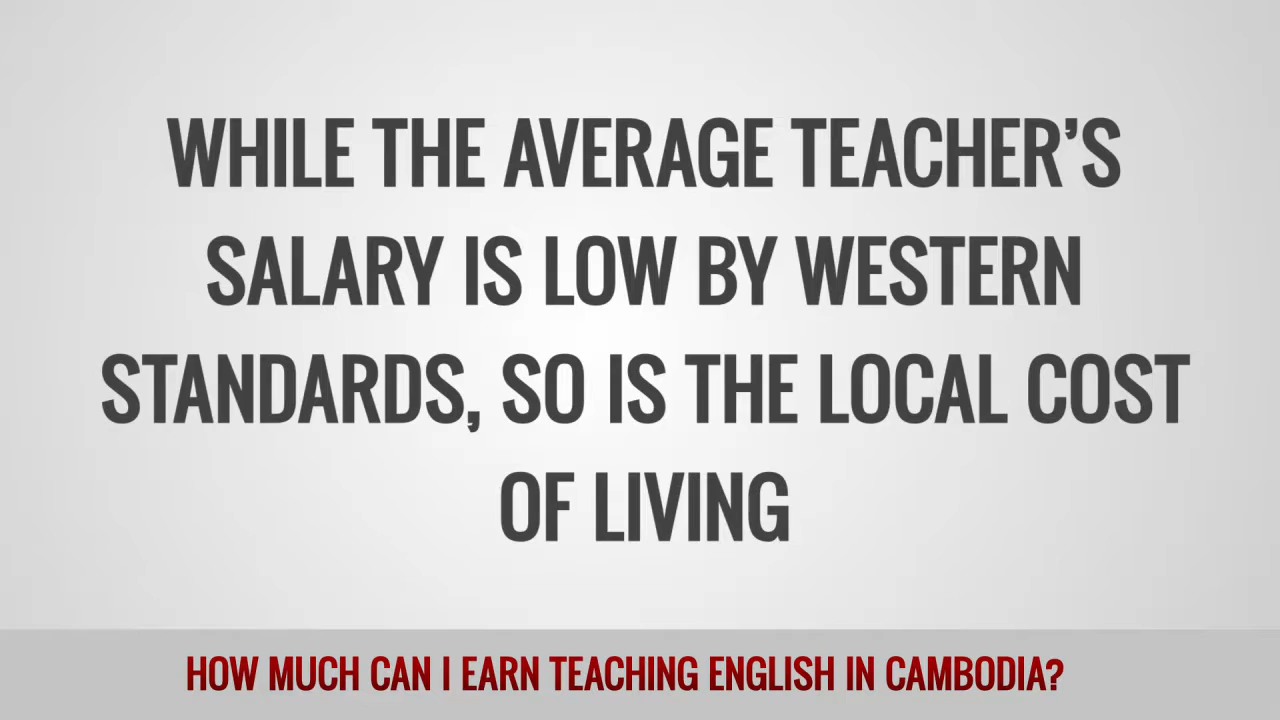 WHILE THE AVERAGE TEACHER’S
SALARY IS LOW BY WESTERN
STANDARDS, SO IS THE LOCAL COST
OF LIVING
HOW MUCH CAN I EARN TEACHING ENGLISH IN CAMBODIA?